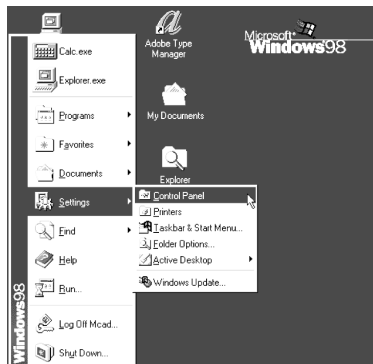 Calc.exe
Explorer.exe
Programs
Favorites
Documents
Settings
Find
Help
Run...
Log Off Mcad...
Shut Down...
Windows98
Adobe Type
Manager
My Documents
Explorer
Microsoft
Windows98
Control Panel
Printers
Taskbar & Start Menu...
Folder Options...
Active Desktop
Windows Update...